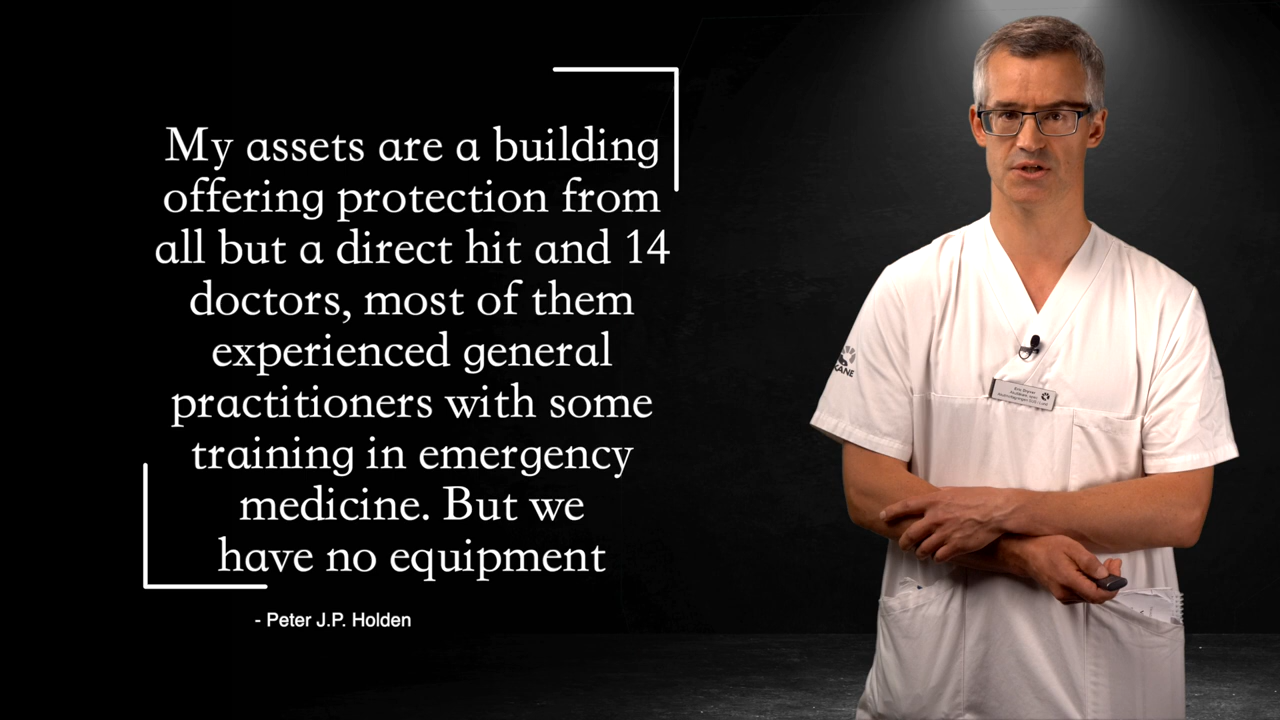 My assets are a building
offering protection from
all but a direct hit and 14
doctors, most of them
experienced general
practitioners with some
training in emergency
medicine. But we
have no equipment
- Peter J.P. Holden